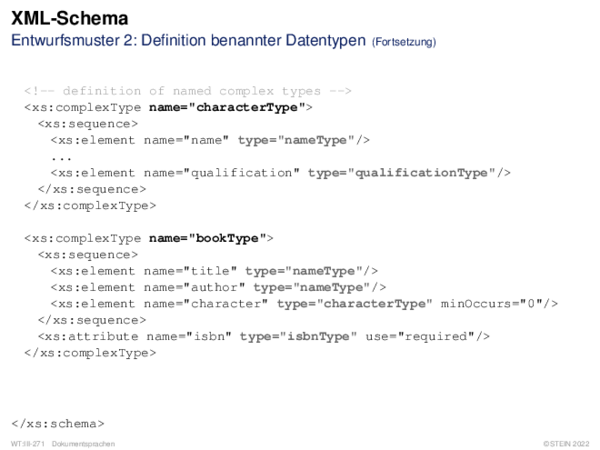 XML-Schema
Entwurfsmuster 2: Definition benannter Datentypen (Fortsetzung)
<!-- definition of named complex types -->
<xs:complexType name="characterType">
<xs:sequence>
<xs:element name="name" type="nameType"/>
...
<xs:element name="qualification" type="qualificationType"/>
</xs:sequence>
</xs:complexType>
<xs:complexType name="bookType">
<xs:sequence>
<xs:element name="title" type="nameType"/>
<xs:element name="author" type="nameType"/>
<xs:element name="character" type="characterType" minOccurs="0"/>
</xs:sequence>
<xs:attribute name="isbn" type="isbnType" use="required"/>
</xs:complexType>
</xs:schema>
WT:III-271 Dokumentsprachen ©STEIN 2022